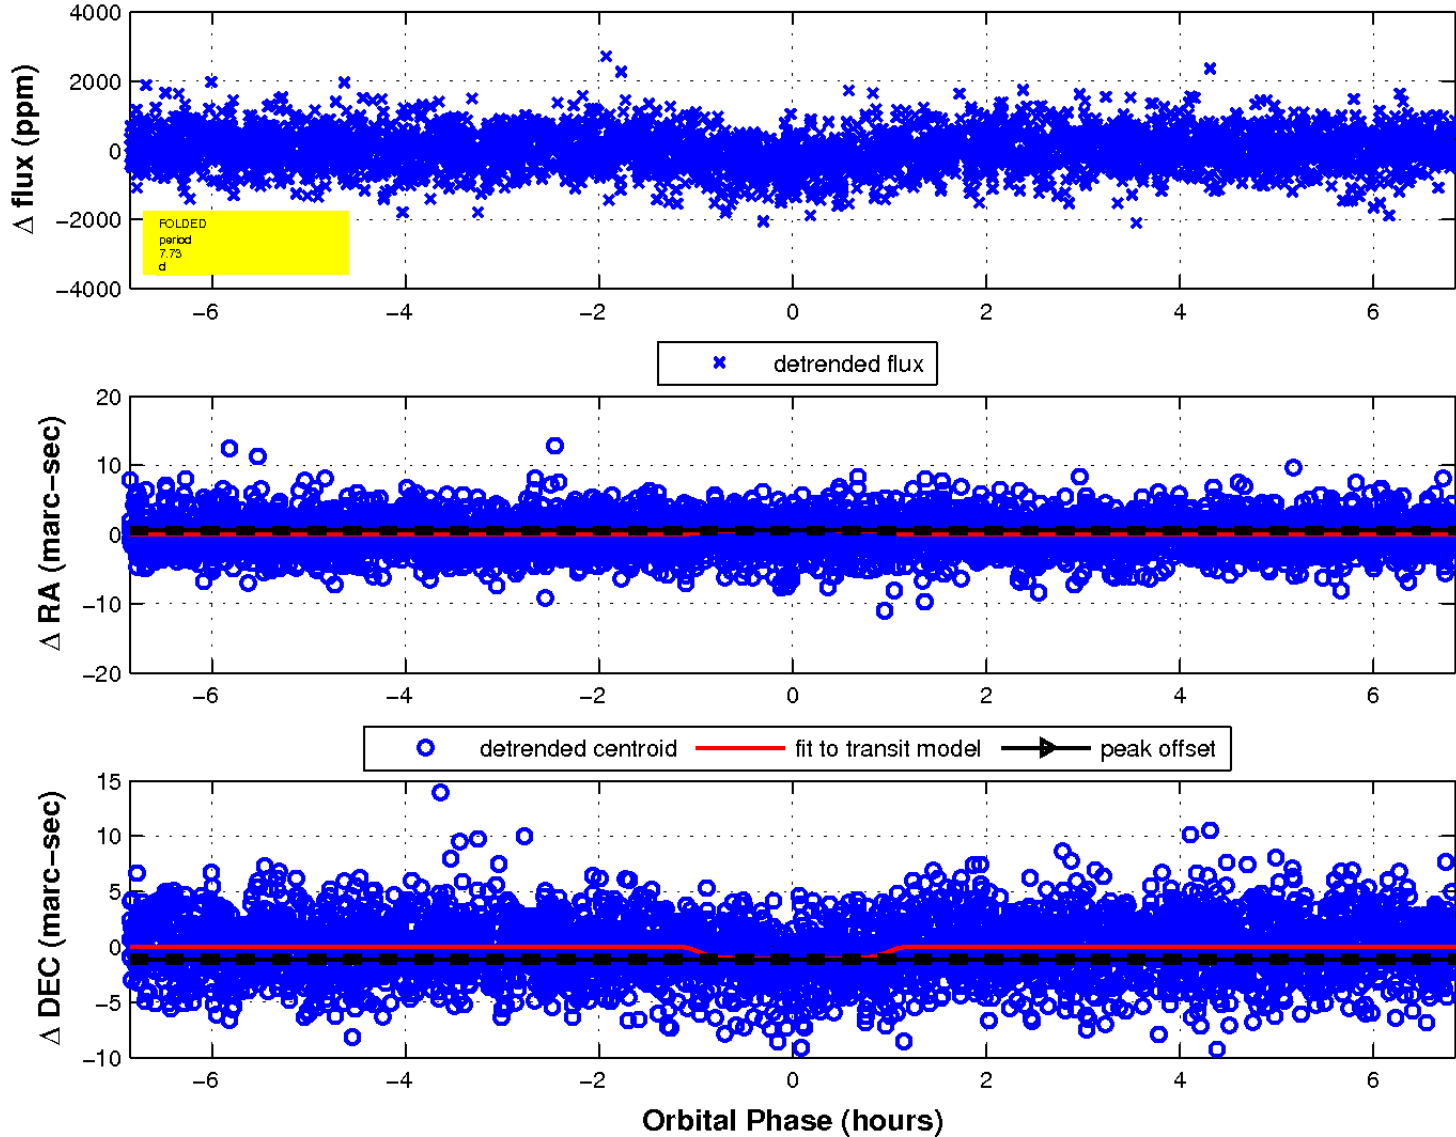 4000
2000
0
−2000
−4000
Δ flux (ppm)
FOLDED
period
7.73
d
−6 −4 −2 0 2 4 6
detrended flux
20
10
0
−10
−20
Δ RA (marc−sec)
−6 −4 −2 0 2 4 6
detrended centroid fit to transit model peak offset
15
10
5
0
−5
−10
Δ DEC (marc−sec)
−6 −4 −2 0 2 4 6
Orbital Phase (hours)